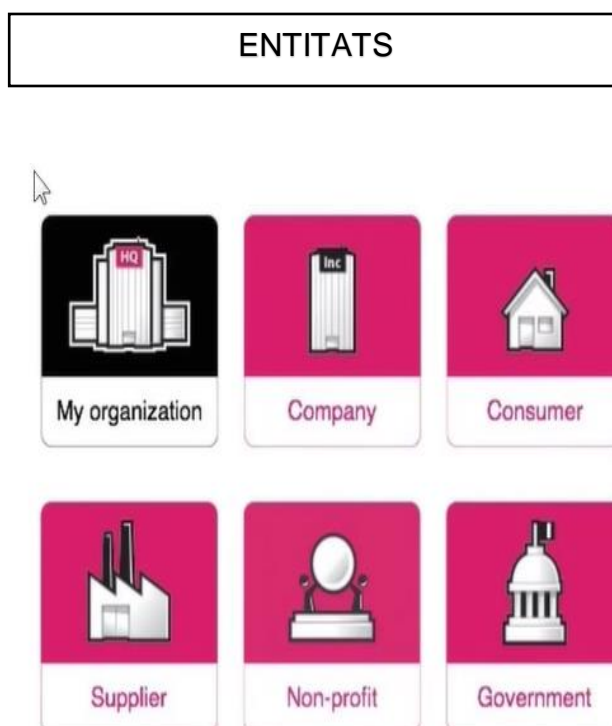 ENTITATS
HQ
Inc
My organization
Company
Consumer
Supplier
Non-profit
Government